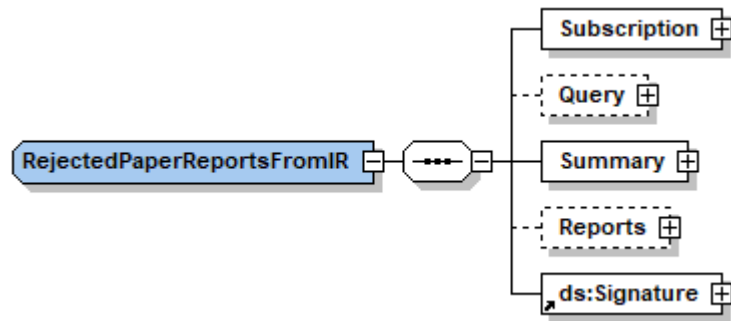 Subscription
Query
RejectedPaperReportsFromIR
Summary
Reports
ds:Signature